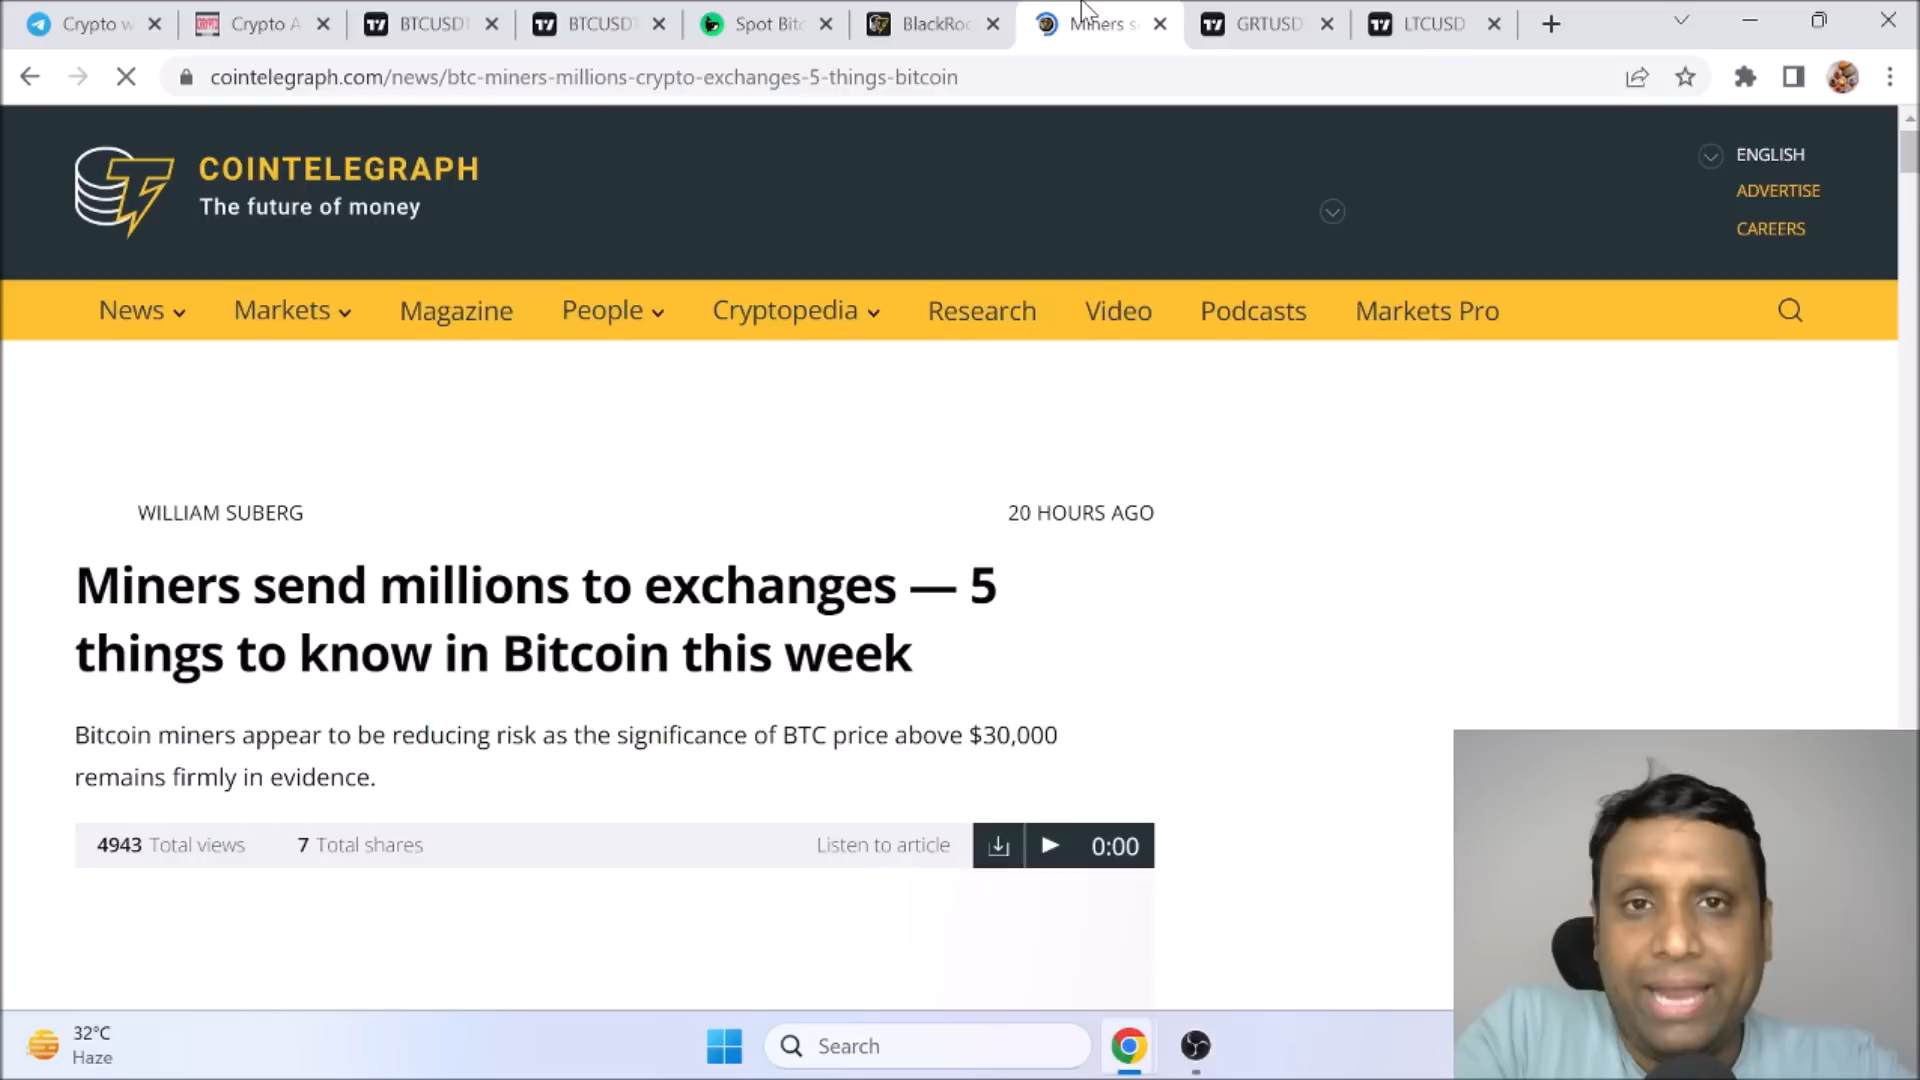 Crypto w
Crypto A
BTCUSDT
BTCUSDT
Spot Bitc
BlackRoc
Miners s
GRTUSD
LTCUSD
cointelegraph.com/news/btc-miners-millions-crypto-exchanges-5-things-bitcoin
COINTELEGRAPH
The future of money
ENGLISH
ADVERTISE
CAREERS
News
Markets
Magazine
People
Cryptopedia
Research
Video
Podcasts
Markets Pro
WILLIAM SUBERG
20 HOURS AGO
Miners send millions to exchanges — 5
things to know in Bitcoin this week
Bitcoin miners appear to be reducing risk as the significance of BTC price above $30,000
remains firmly in evidence.
4943 Total views
7 Total shares
Listen to article
0:00
32°C
Haze
Search